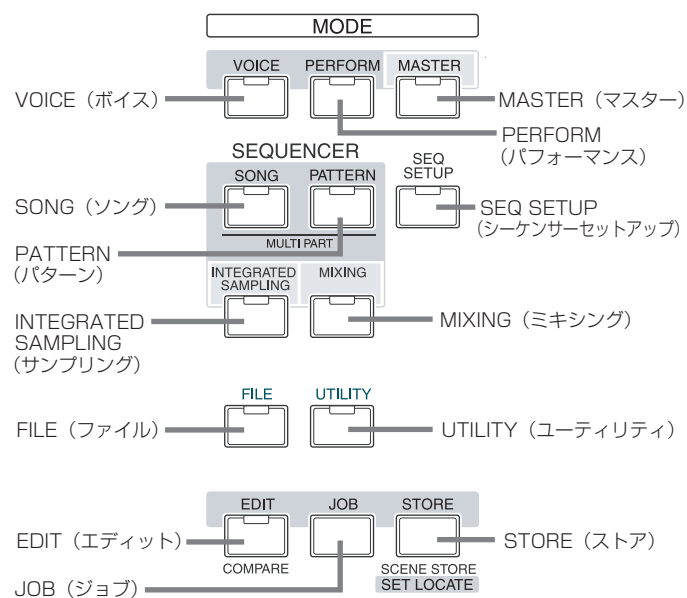 MODE
VOICE PERFORM MASTER
VOICE（ボイス）
MASTER（マスター）
PERFORM
（パフォーマンス）
SEQUENCER
SEQ
SETUP
SONG PATTERN
SONG（ソング）
SEQ SETUP
（シーケンサーセットアップ）
MULTI PART
PATTERN
（パターン）
INTEGRATED
SAMPLING
MIXING
INTEGRATED
SAMPLING
（サンプリング）
MIXING（ミキシング）
FILE UTILITY
FILE（ファイル）
UTILITY（ユーティリティ）
EDIT JOB STORE
EDIT（エディット）
STORE（ストア）
COMPARE
SCENE STORE
SET LOCATE
JOB（ジョブ）